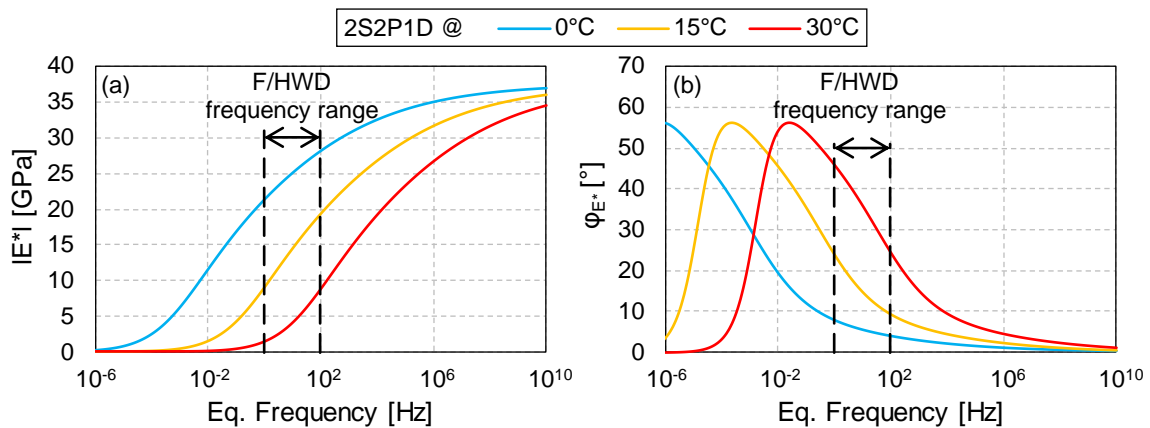 2S2P1D @ 0°C 15°C 30°C
(a)
F/HWD
frequency range
|E*| [GPa]
40
35
30
25
20
15
10
5
0
10-6 10-2 102 106 1010
Eq. Frequency [Hz]
(b)
F/HWD
frequency range
φE* [°]
70
60
50
40
30
20
10
0
10-6 10-2 102 106 1010
Eq. Frequency [Hz]